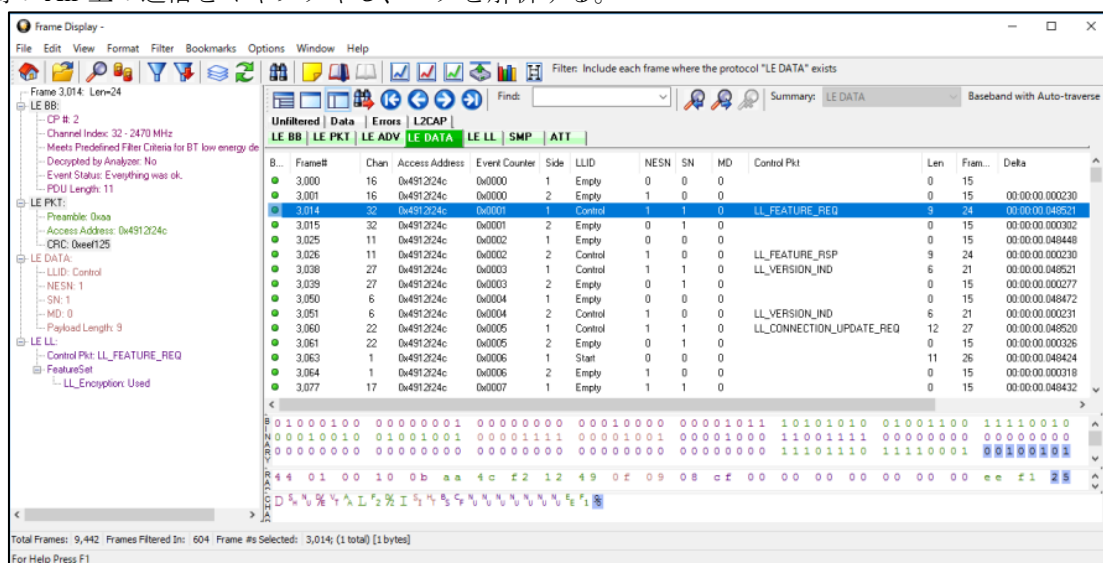 Frame Display -
File Edit View Format Filter Bookmarks Options Window Help
Filter: Include each frame where the protocol "LE DATA" exists
Find:
Summary: LE DATA
Baseband with Auto-traverse
Unfiltered Data Errors L2CAP
LE BB LE PKT LE ADV LE DATA LE LL SMP ATT
Frame 3,014: Len=24
LE BB:
CP #: 2
Channel Index: 32 - 2470 MHz
Meets Predefined Filter Criteria for BT low energy de
Decrypted by Analyzer: No
Event Status: Everything was ok.
PDU Length: 11
LE PKT:
Preamble: 0xaa
Access Address: 0x4912f24c
CRC: 0xeef125
LE DATA:
LLID: Control
NESN: 1
SN: 1
MD: 0
Payload Length: 9
LE LL:
Control Pkt: LL_FEATURE_REQ
FeatureSet
LL_Encryption: Used
B... Frame# Chan Access Address Event Counter Side LLID NESN SN MD Control Pkt Len Fram... Delta
3,000 16 0x4912f24c 0x0000 1 Empty 0 0 0 0 15
3,001 16 0x4912f24c 0x0000 2 Empty 1 0 0 0 15 00:00:00.000230
3,014 32 0x4912f24c 0x0001 1 Control 1 1 0 LL_FEATURE_REQ 9 24 00:00:00.048521
3,015 32 0x4912f24c 0x0001 2 Empty 0 1 0 0 15 00:00:00.000302
3,025 11 0x4912f24c 0x0002 1 Empty 0 0 0 0 15 00:00:00.048448
3,026 11 0x4912f24c 0x0002 2 Control 1 0 0 LL_FEATURE_RSP 9 24 00:00:00.000230
3,038 27 0x4912f24c 0x0003 1 Control 1 1 0 LL_VERSION_IND 6 21 00:00:00.048521
3,039 27 0x4912f24c 0x0003 2 Empty 0 1 0 0 15 00:00:00.000277
3,050 6 0x4912f24c 0x0004 1 Empty 0 0 0 0 15 00:00:00.048472
3,051 6 0x4912f24c 0x0004 2 Control 1 0 0 LL_VERSION_IND 6 21 00:00:00.000231
3,060 22 0x4912f24c 0x0005 1 Control 1 1 0 LL_CONNECTION_UPDATE_REQ 12 27 00:00:00.048520
3,061 22 0x4912f24c 0x0005 2 Empty 0 1 0 0 15 00:00:00.000326
3,063 1 0x4912f24c 0x0006 1 Start 0 0 0 11 26 00:00:00.048424
3,064 1 0x4912f24c 0x0006 2 Empty 1 0 0 0 15 00:00:00.000318
3,077 17 0x4912f24c 0x0007 1 Empty 1 1 0 0 15 00:00:00.048432
01000100 00000001 00000000 00010000 00001011 10101010 01001100 11110010
00010010 01001001 00001111 00001001 00001000 11001111 00000000 00000000
00000000 00000000 00000000 00000000 00000000 11101110 11110001 00100101
44 01 00 10 0b aa 4c f2 12 49 0f 09 08 cf 00 00 00 00 00 00 00 ee f1 25
Total Frames: 9,442 Frames Filtered In: 604 Frame #s Selected: 3,014; (1 total) [1 bytes]
For Help Press F1